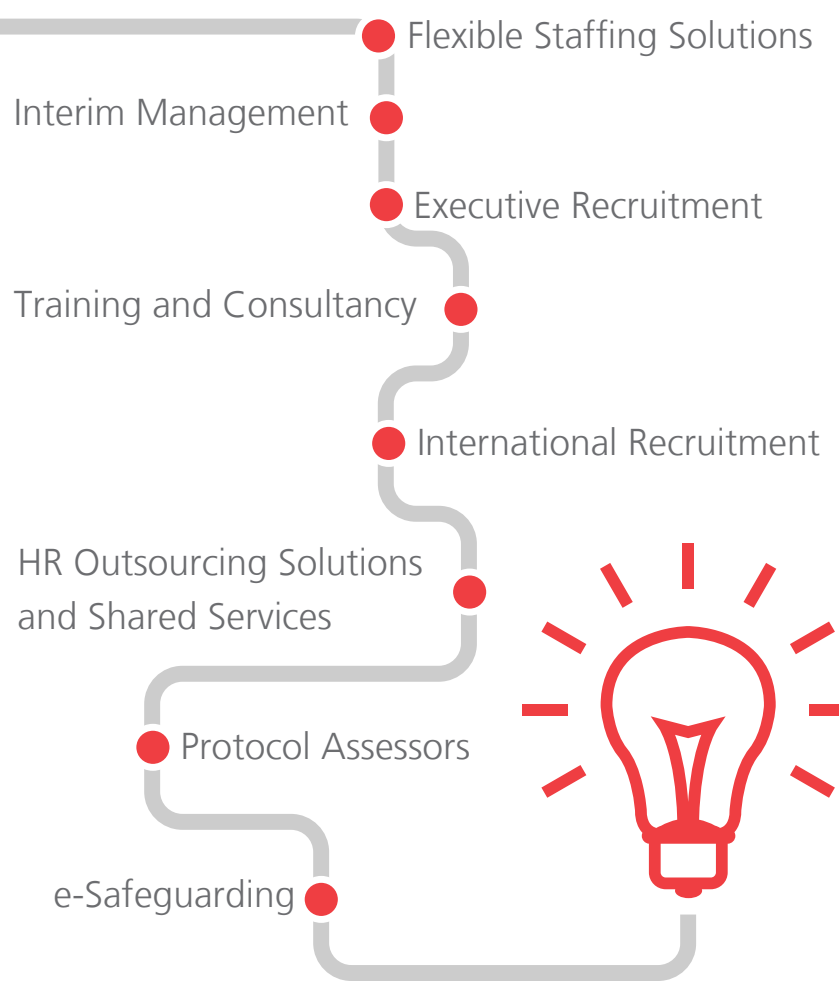 Flexible Staffing Solutions
Interim Management
Executive Recruitment
Training and Consultancy
International Recruitment
HR Outsourcing Solutions
and Shared Services
Protocol Assessors
e-Safeguarding